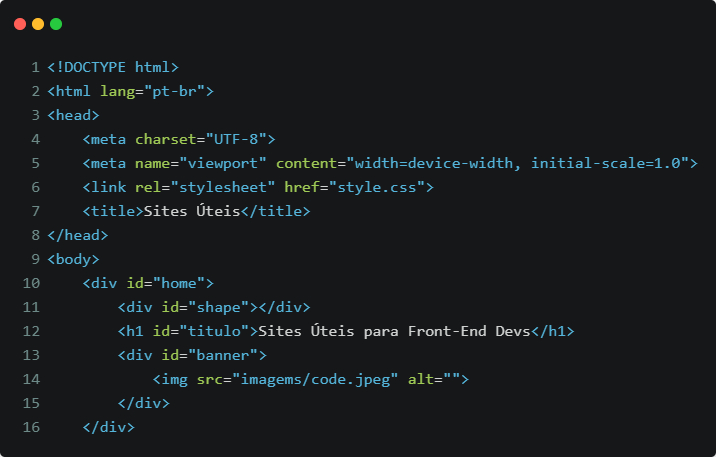 1 <!DOCTYPE html>
2 <html lang="pt-br">
3 <head>
4     <meta charset="UTF-8">
5     <meta name="viewport" content="width=device-width, initial-scale=1.0">
6     <link rel="stylesheet" href="style.css">
7     <title>Sites Úteis</title>
8 </head>
9 <body>
10     <div id="home">
11         <div id="shape"></div>
12         <h1 id="titulo">Sites Úteis para Front-End Devs</h1>
13         <div id="banner">
14             <img src="imagems/code.jpeg" alt="">
15         </div>
16     </div>